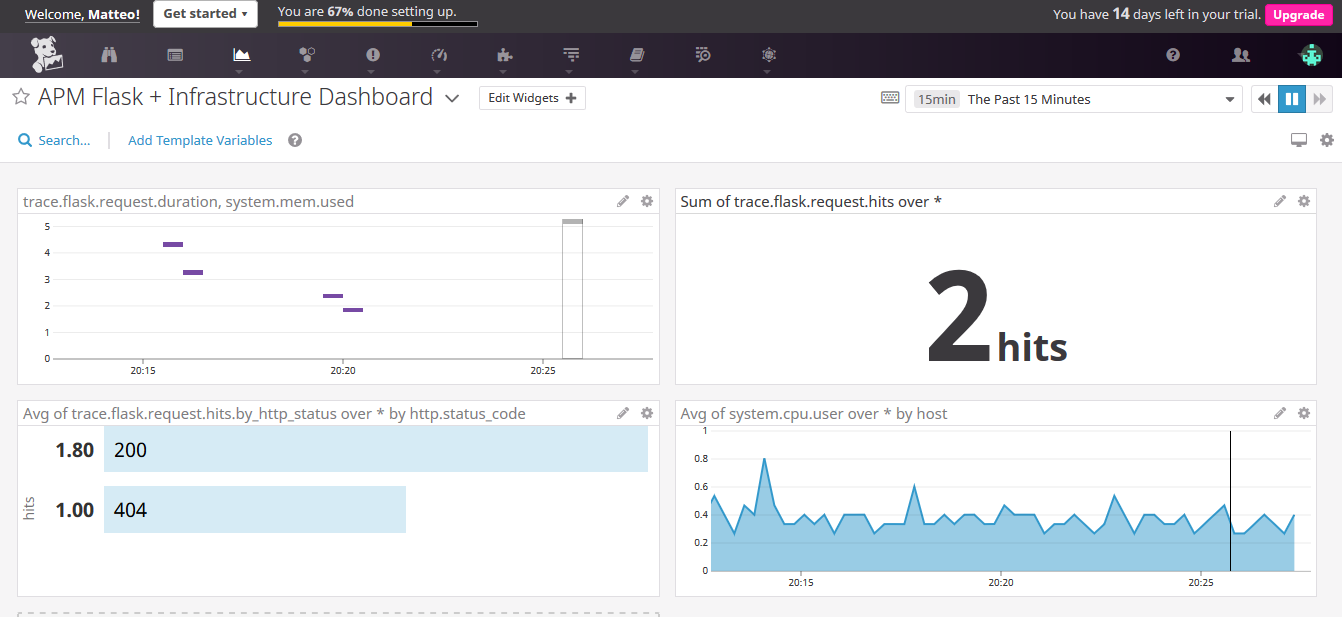 Welcome, Matteo!
Get started
You are 67% done setting up.
You have 14 days left in your trial.
Upgrade
APM Flask + Infrastructure Dashboard
Edit Widgets
15min The Past 15 Minutes
Search...
Add Template Variables
trace.flask.request.duration, system.mem.used
5
4
3
2
1
0
20:15 20:20 20:25
Sum of trace.flask.request.hits over *
2 hits
Avg of trace.flask.request.hits.by_http_status over * by http.status_code
1.80 200
hits
1.00 404
Avg of system.cpu.user over * by host
1
0.8
0.6
0.4
0.2
0
20:15 20:20 20:25